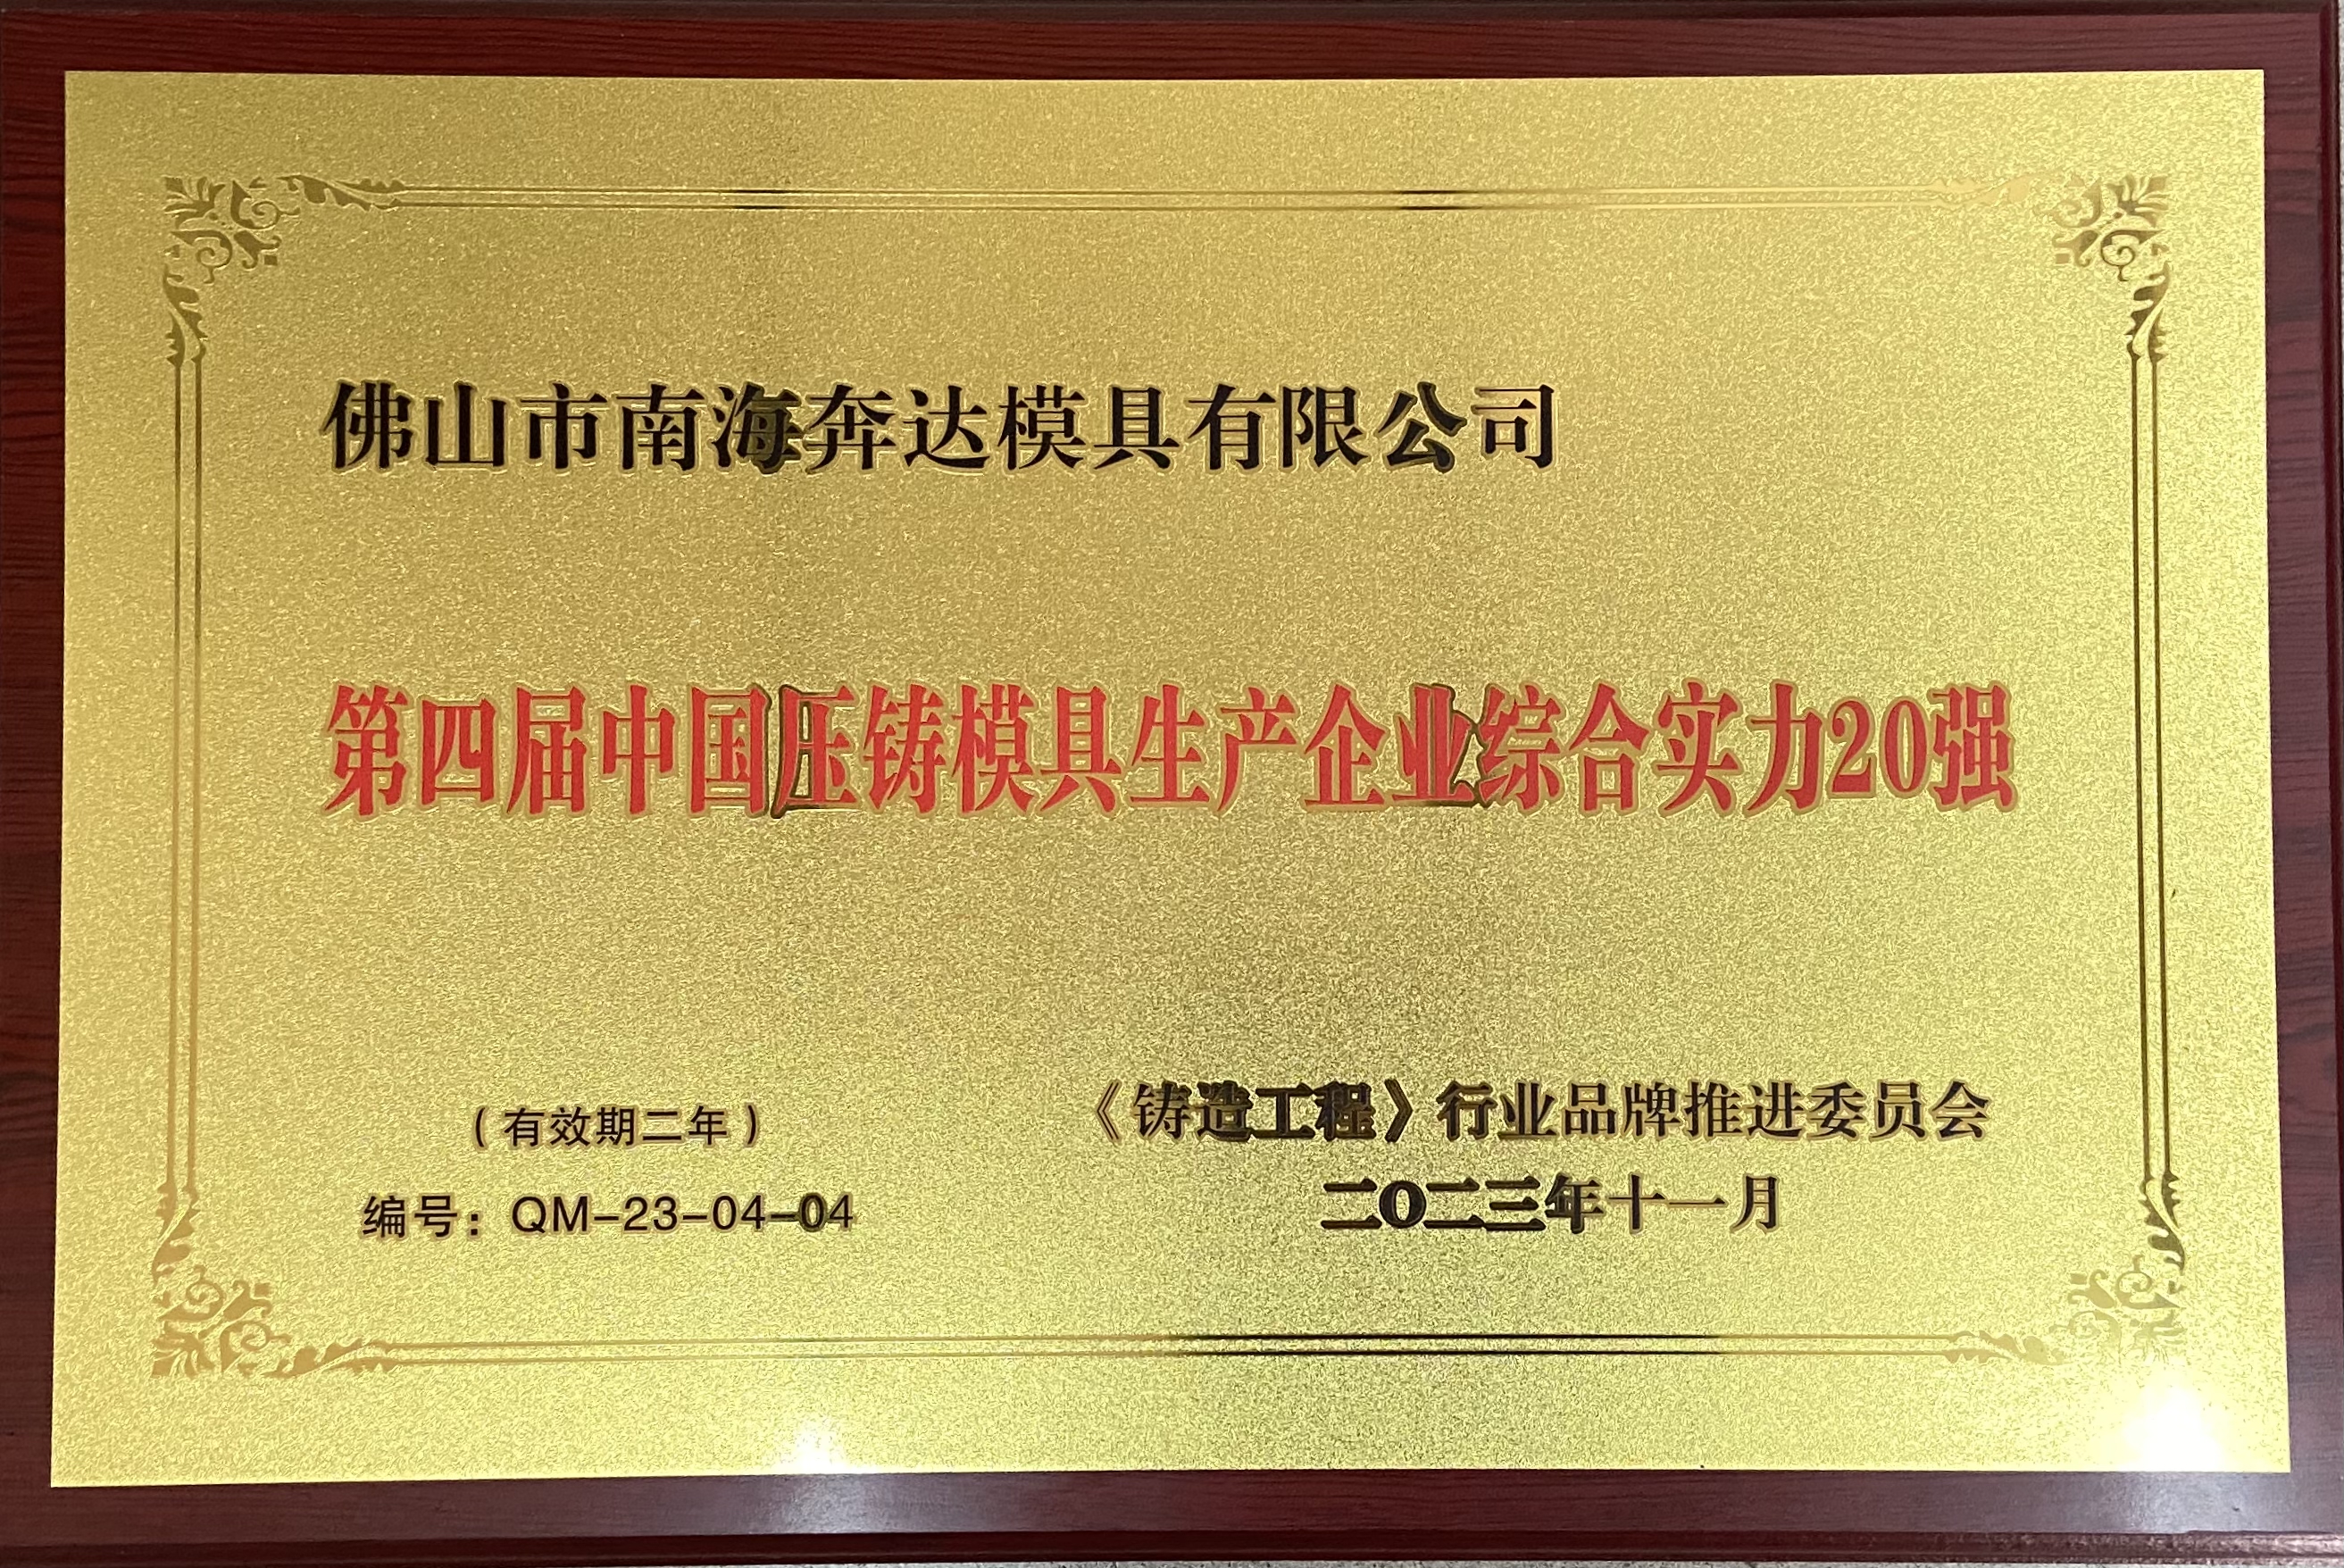 佛山市南海奔达模具有限公司
第四届中国压铸模具生产企业综合实力20强
（有效期二年）
编号：QM-23-04-04
《铸造工程》行业品牌推进委员会
二O二三年十一月